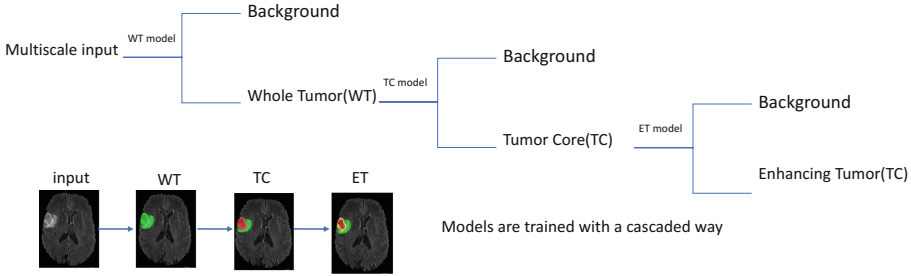 Background
WT model
Multiscale input
Background
TC model
Whole Tumor(WT)
Background
ET model
Tumor Core(TC)
Enhancing Tumor(TC)
input
WT
TC
ET
Models are trained with a cascaded way